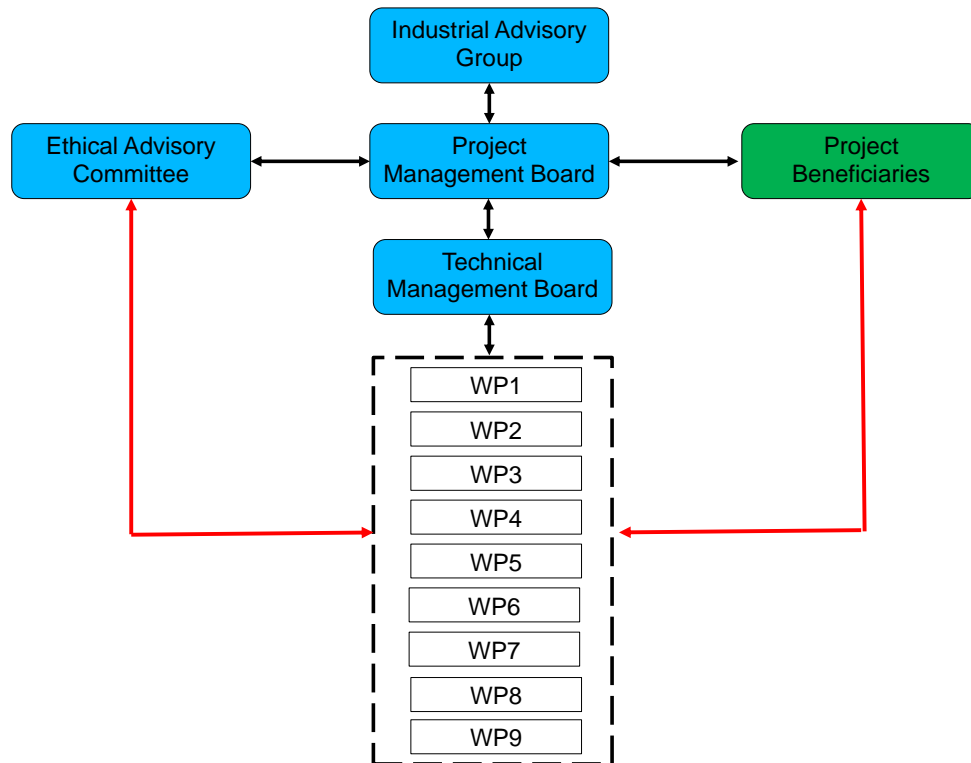 Industrial Advisory
Group
Ethical Advisory
Committee
Project
Management Board
Project
Beneficiaries
Technical
Management Board
WP1
WP2
WP3
WP4
WP5
WP6
WP7
WP8
WP9